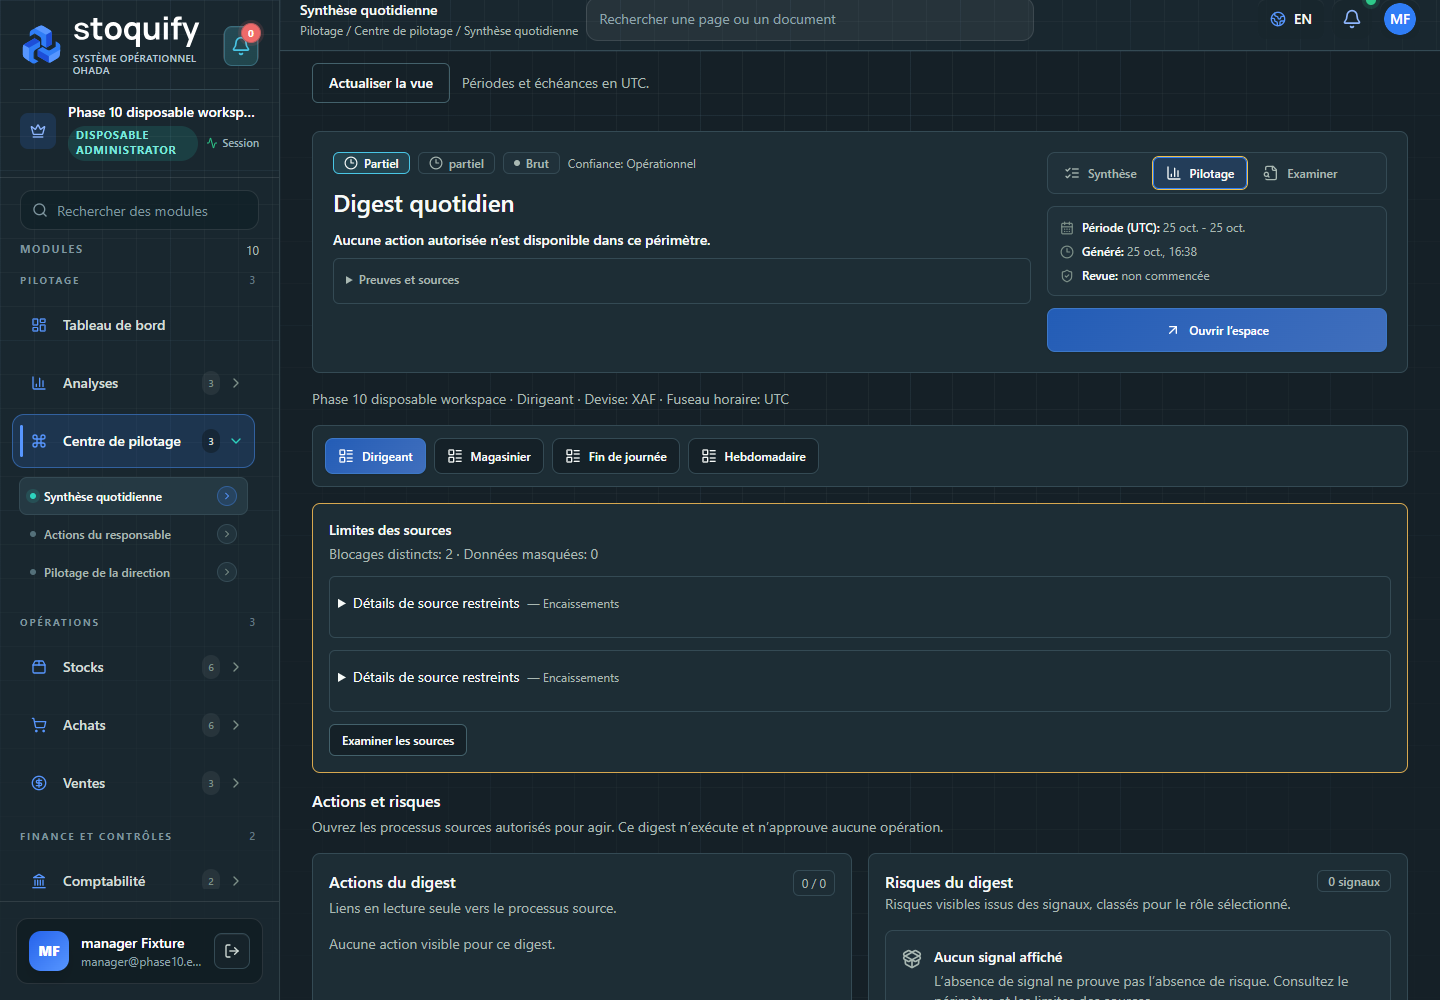 stoquify
SYSTÈME OPÉRATIONNEL
OHADA
0
Phase 10 disposable worksp...
DISPOSABLE
ADMINISTRATOR
Session
Rechercher des modules
MODULES 10
PILOTAGE 3
Tableau de bord
Analyses 3
Centre de pilotage 3
Synthèse quotidienne
Actions du responsable
Pilotage de la direction
OPÉRATIONS 3
Stocks 6
Achats 6
Ventes 3
FINANCE ET CONTRÔLES 2
Comptabilité 2
MF
manager Fixture
manager@phase10.e...
Synthèse quotidienne
Pilotage / Centre de pilotage / Synthèse quotidienne
Rechercher une page ou un document
EN
MF
Actualiser la vue
Périodes et échéances en UTC.
Partiel
partiel
Brut
Confiance: Opérationnel
Digest quotidien
Aucune action autorisée n’est disponible dans ce périmètre.
Preuves et sources
Synthèse
Pilotage
Examiner
Période (UTC): 25 oct. - 25 oct.
Généré: 25 oct., 16:38
Revue: non commencée
Ouvrir l’espace
Phase 10 disposable workspace · Dirigeant · Devise: XAF · Fuseau horaire: UTC
Dirigeant
Magasinier
Fin de journée
Hebdomadaire
Limites des sources
Blocages distincts: 2 · Données masquées: 0
Détails de source restreints — Encaissements
Détails de source restreints — Encaissements
Examiner les sources
Actions et risques
Ouvrez les processus sources autorisés pour agir. Ce digest n’exécute et n’approuve aucune opération.
Actions du digest
0 / 0
Liens en lecture seule vers le processus source.
Aucune action visible pour ce digest.
Risques du digest
0 signaux
Risques visibles issus des signaux, classés pour le rôle sélectionné.
Aucun signal affiché
L’absence de signal ne prouve pas l’absence de risque. Consultez le
périmètre et les limites des sources.